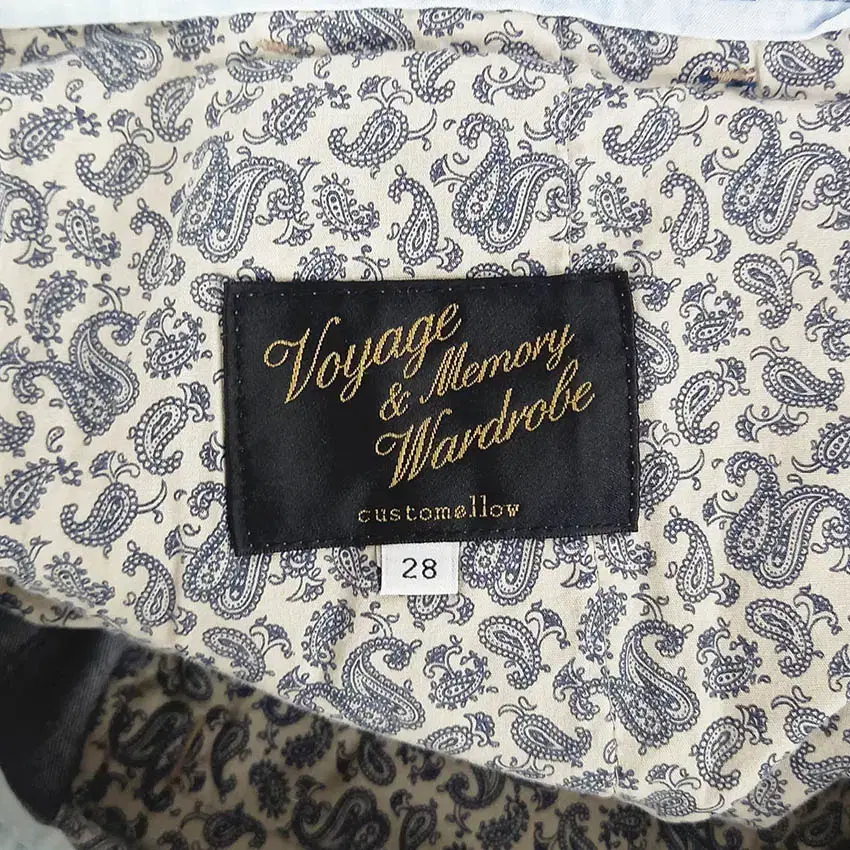 Voyage
& Memory
Wardrobe
customellow
28